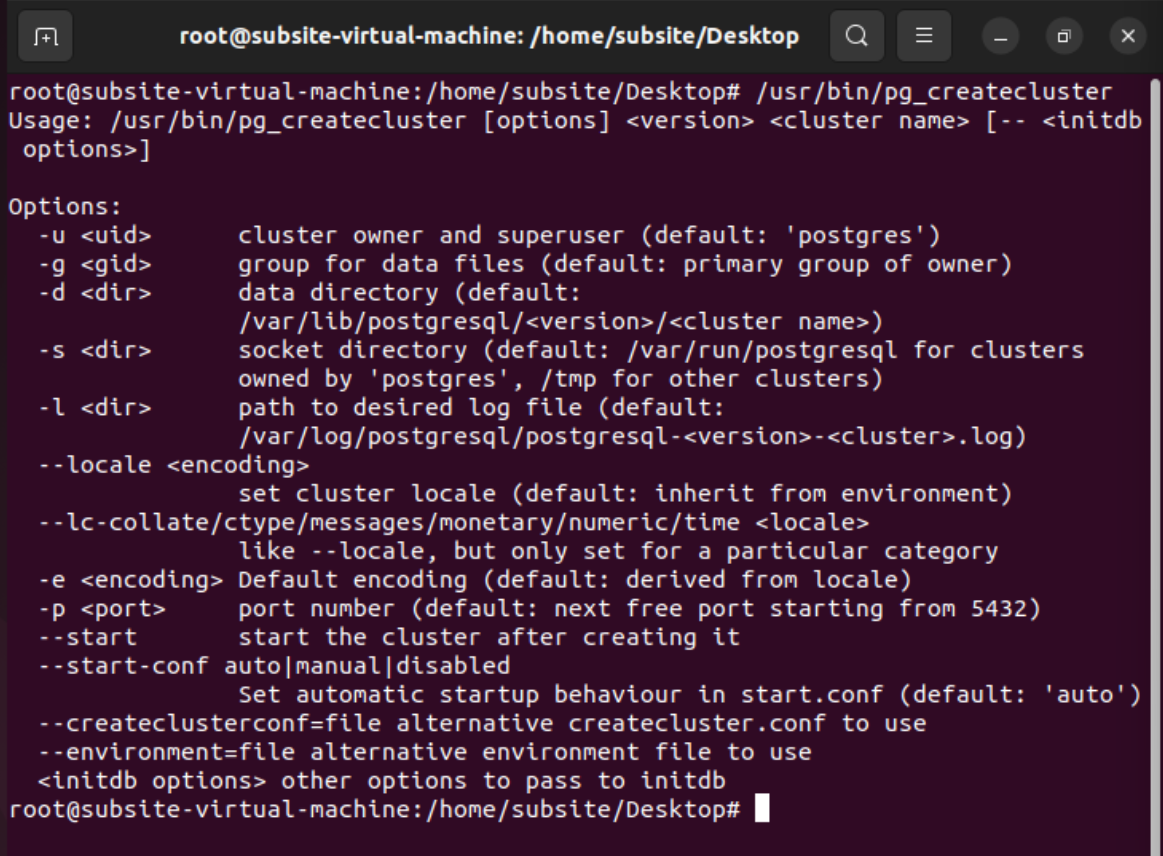 root@subsite-virtual-machine: /home/subsite/Desktop
root@subsite-virtual-machine:/home/subsite/Desktop# /usr/bin/pg_createcluster
Usage: /usr/bin/pg_createcluster [options] <version> <cluster name> [-- <initdb
 options>]

Options:
  -u <uid>      cluster owner and superuser (default: 'postgres')
  -g <gid>      group for data files (default: primary group of owner)
  -d <dir>      data directory (default:
                /var/lib/postgresql/<version>/<cluster name>)
  -s <dir>      socket directory (default: /var/run/postgresql for clusters
                owned by 'postgres', /tmp for other clusters)
  -l <dir>      path to desired log file (default:
                /var/log/postgresql/postgresql-<version>-<cluster>.log)
  --locale <encoding>
                set cluster locale (default: inherit from environment)
  --lc-collate/ctype/messages/monetary/numeric/time <locale>
                like --locale, but only set for a particular category
  -e <encoding> Default encoding (default: derived from locale)
  -p <port>     port number (default: next free port starting from 5432)
  --start       start the cluster after creating it
  --start-conf auto|manual|disabled
                Set automatic startup behaviour in start.conf (default: 'auto')
  --createclusterconf=file alternative createcluster.conf to use
  --environment=file alternative environment file to use
  <initdb options> other options to pass to initdb
root@subsite-virtual-machine:/home/subsite/Desktop#